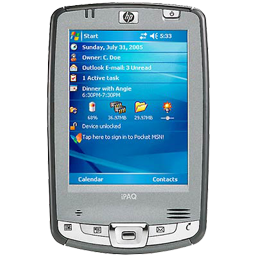 hp
Start 5:33
Sunday, July 31, 2005
Owner: C. Doe
Outlook E-mail: 3 Unread
1 Active task
Dinner with Angie
6:30PM-7:30PM
Device unlocked
Tap here to sign in to Pocket MSN!
Calendar Contacts
iPAQ